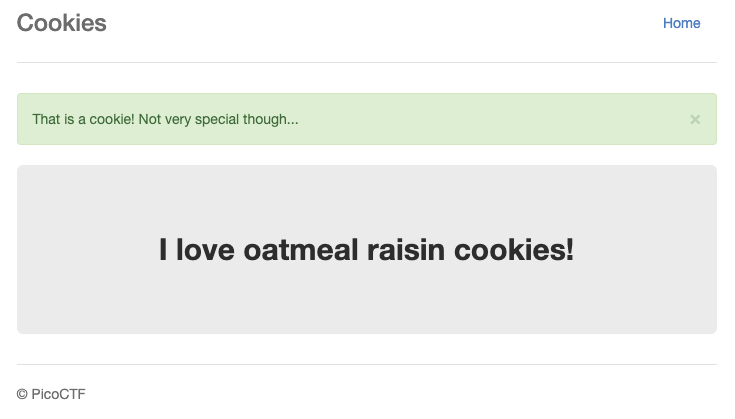 Cookies
Home
That is a cookie! Not very special though...
×
I love oatmeal raisin cookies!
© PicoCTF